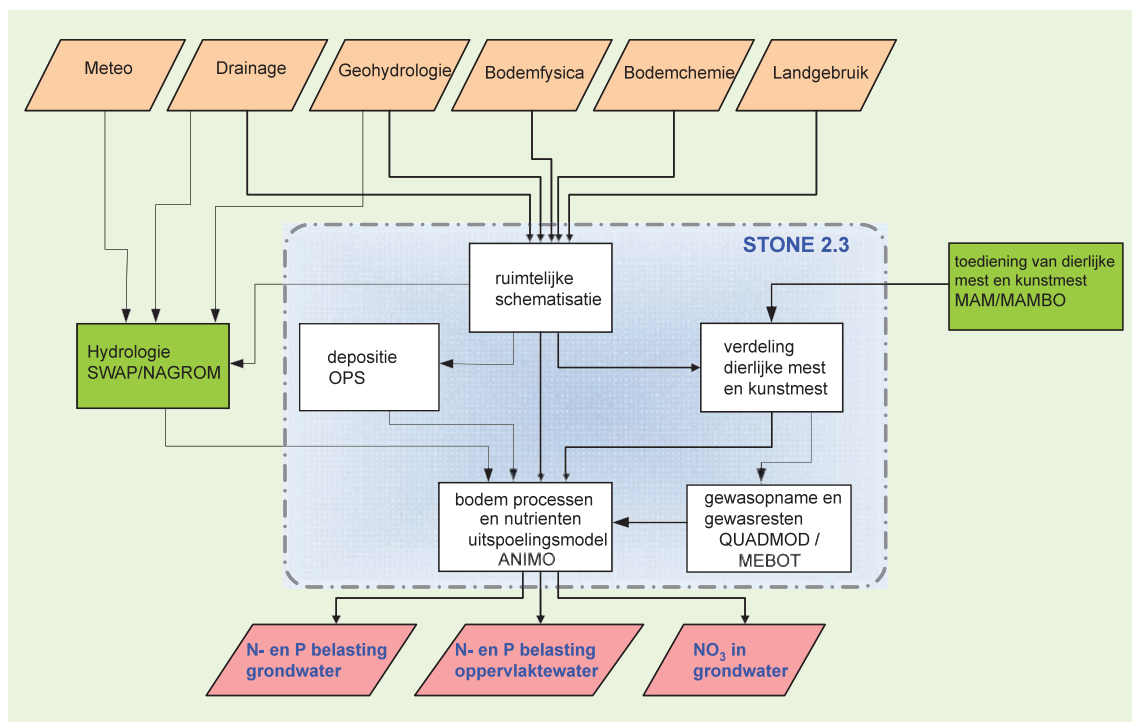 Meteo
Drainage
Geohydrologie
Bodemfysica
Bodemchemie
Landgebruik
STONE 2.3
ruimtelijke
schematisatie
toediening van dierlijke
mest en kunstmest
MAM/MAMBO
Hydrologie
SWAP/NAGROM
depositie
OPS
verdeling
dierlijke mest
en kunstmest
bodem processen
en nutrienten
uitspoelingsmodel
ANIMO
gewasopname en
gewasresten
QUADMOD /
MEBOT
N- en P belasting
grondwater
N- en P belasting
oppervlaktewater
NO3 in
grondwater